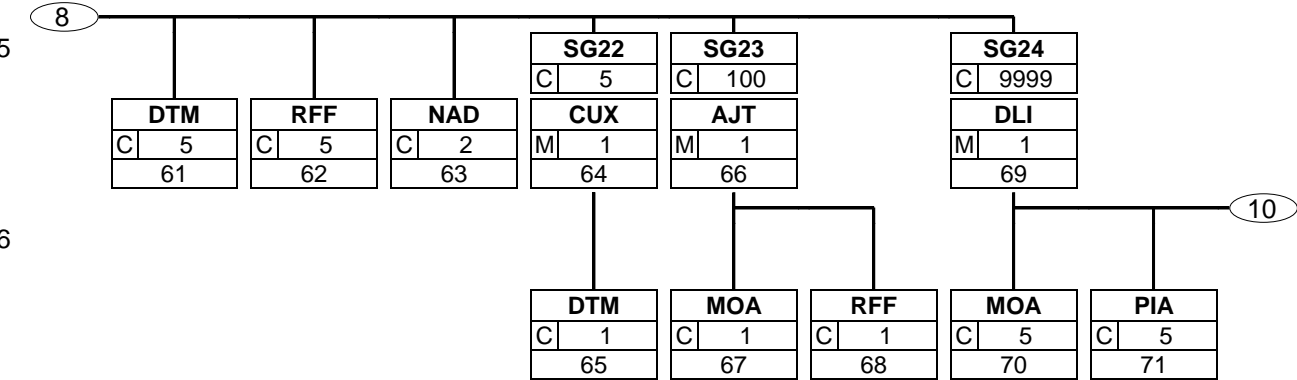 8
5
SG22 SG23 SG24
C 5 C 100 C 9999
DTM RFF NAD CUX AJT DLI
C 5 C 5 C 2 M 1 M 1 M 1
61 62 63 64 66 69
10
6
DTM MOA RFF MOA PIA
C 1 C 1 C 1 C 5 C 5
65 67 68 70 71